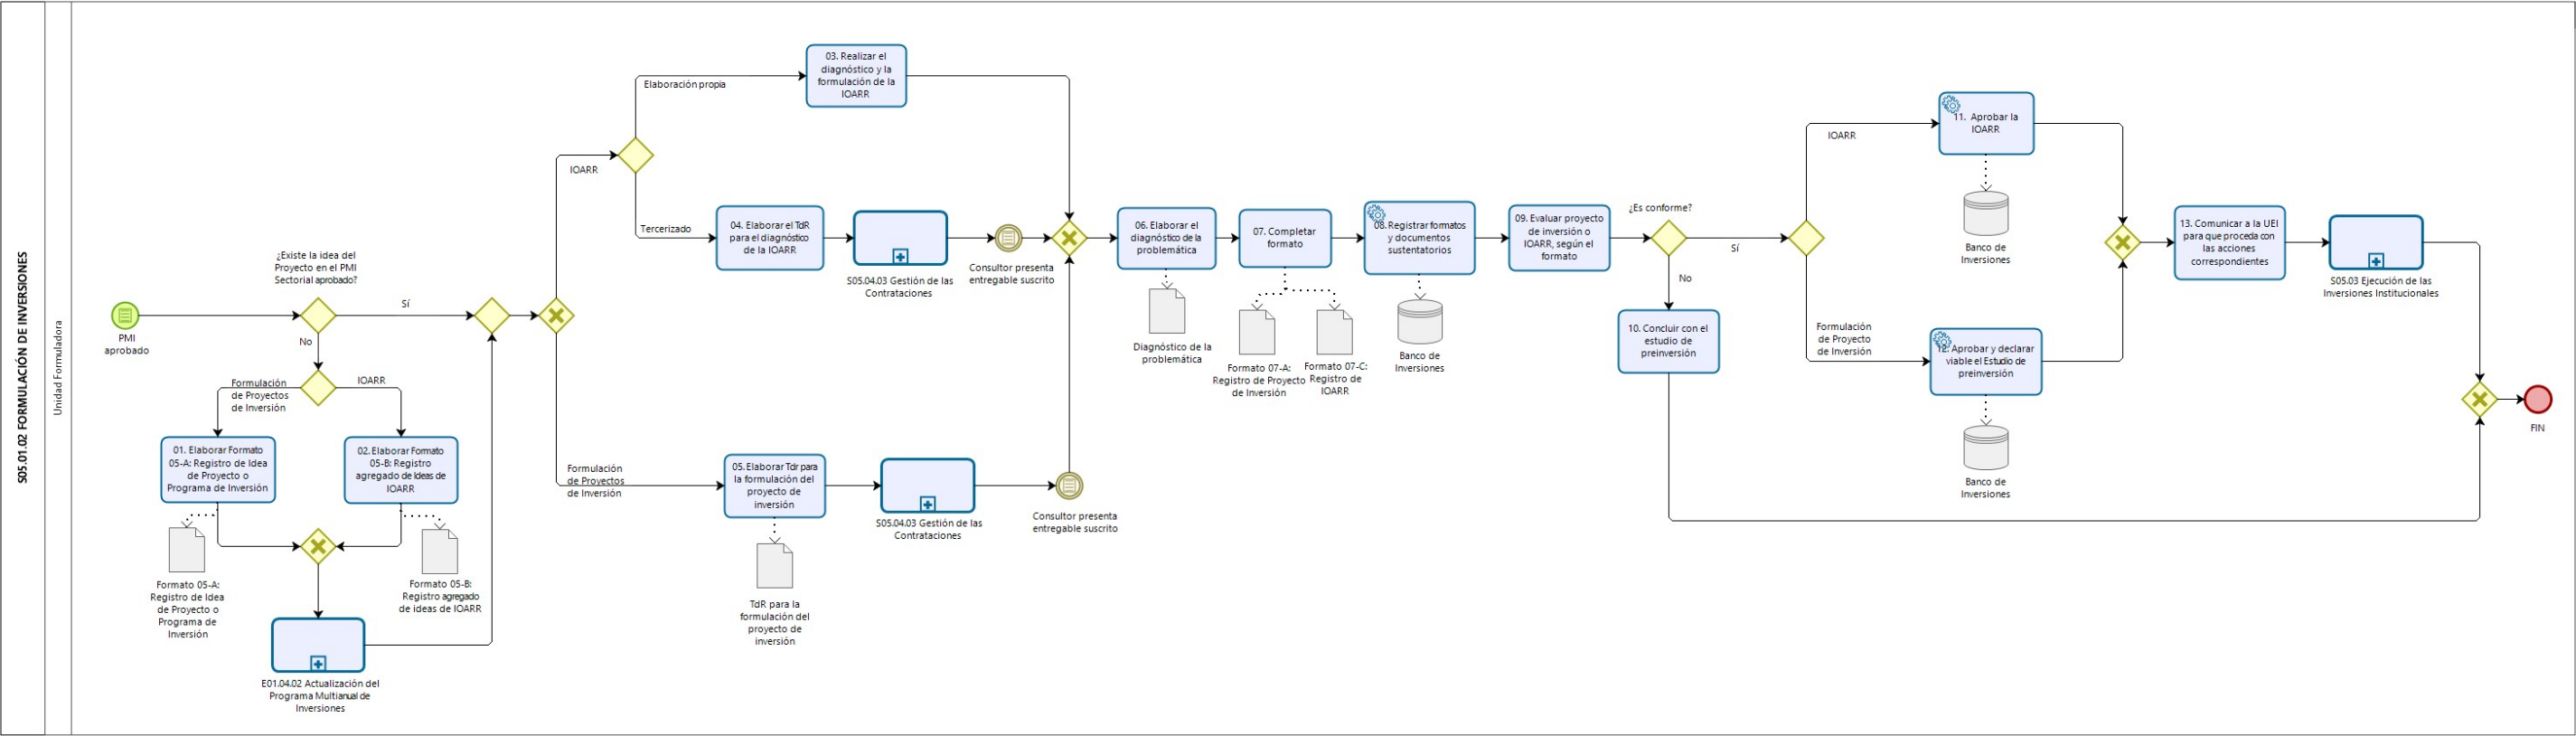 S05.01.02 FORMULACIÓN DE INVERSIONES
Unidad Formuladora
PMI
aprobado
¿Existe la idea del
Proyecto en el PMI
Sectorial aprobado?
Sí
No
Formulación
de Proyectos
de Inversión
IOARR
01. Elaborar Formato
05-A: Registro de Idea
de Proyecto o
Programa de Inversión
02. Elaborar Formato
05-B: Registro
agregado de Ideas de
IOARR
Formato 05-A:
Registro de Idea
de Proyecto o
Programa de
Inversión
Formato 05-B:
Registro agregado
de ideas de IOARR
E01.04.02 Actualización del
Programa Multianual de
Inversiones
IOARR
Elaboración propia
03. Realizar el
diagnóstico y la
formulación de la
IOARR
Tercerizado
04. Elaborar el TdR
para el diagnóstico
de la IOARR
S05.04.03 Gestión de las
Contrataciones
Consultor presenta
entregable suscrito
Formulación
de Proyectos
de Inversión
05. Elaborar Tdr para
la formulación del
proyecto de
inversión
TdR para la
formulación del
proyecto de
inversión
S05.04.03 Gestión de las
Contrataciones
Consultor presenta
entregable suscrito
06. Elaborar el
diagnóstico de la
problemática
Diagnóstico de la
problemática
07. Completar
formato
Formato 07-A:
Registro de Proyecto
de Inversión
Formato 07-C:
Registro de
IOARR
08. Registrar formatos
y documentos
sustentatorios
Banco de
Inversiones
09. Evaluar proyecto
de inversión o
IOARR, según el
formato
¿Es conforme?
Sí
No
10. Concluir con el
estudio de
preinversión
IOARR
11. Aprobar la
IOARR
Banco de
Inversiones
Formulación
de Proyecto
de Inversión
12. Aprobar y declarar
viable el Estudio de
preinversión
Banco de
Inversiones
13. Comunicar a la UEI
para que proceda con
las acciones
correspondientes
S05.03 Ejecución de las
Inversiones Institucionales
FIN